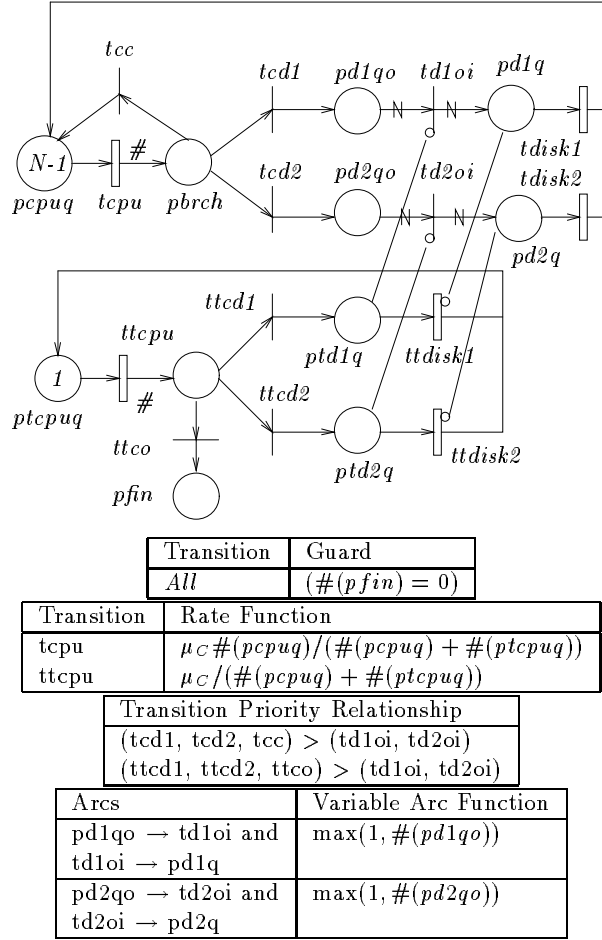 tcc
tcd1 pd1qo td1oi pd1q
N N
N-1 # tdisk1
pcpuq tcpu pbrch tcd2 pd2qo td2oi tdisk2
N N
pd2q
ttcd1
ttcpu ptd1q ttdisk1
1 #
ptcpuq ttcd2
ttco ptd2q ttdisk2
pfin
Transition Guard
All (#(pfin) = 0)
Transition Rate Function
tcpu μC#(pcpuq)/(#(pcpuq) + #(ptcpuq))
ttcpu μC/(#(pcpuq) + #(ptcpuq))
Transition Priority Relationship
(tcd1, tcd2, tcc) > (td1oi, td2oi)
(ttcd1, ttcd2, ttco) > (td1oi, td2oi)
Arcs Variable Arc Function
pd1qo → td1oi and max(1, #(pd1qo))
td1oi → pd1q
pd2qo → td2oi and max(1, #(pd2qo))
td2oi → pd2q